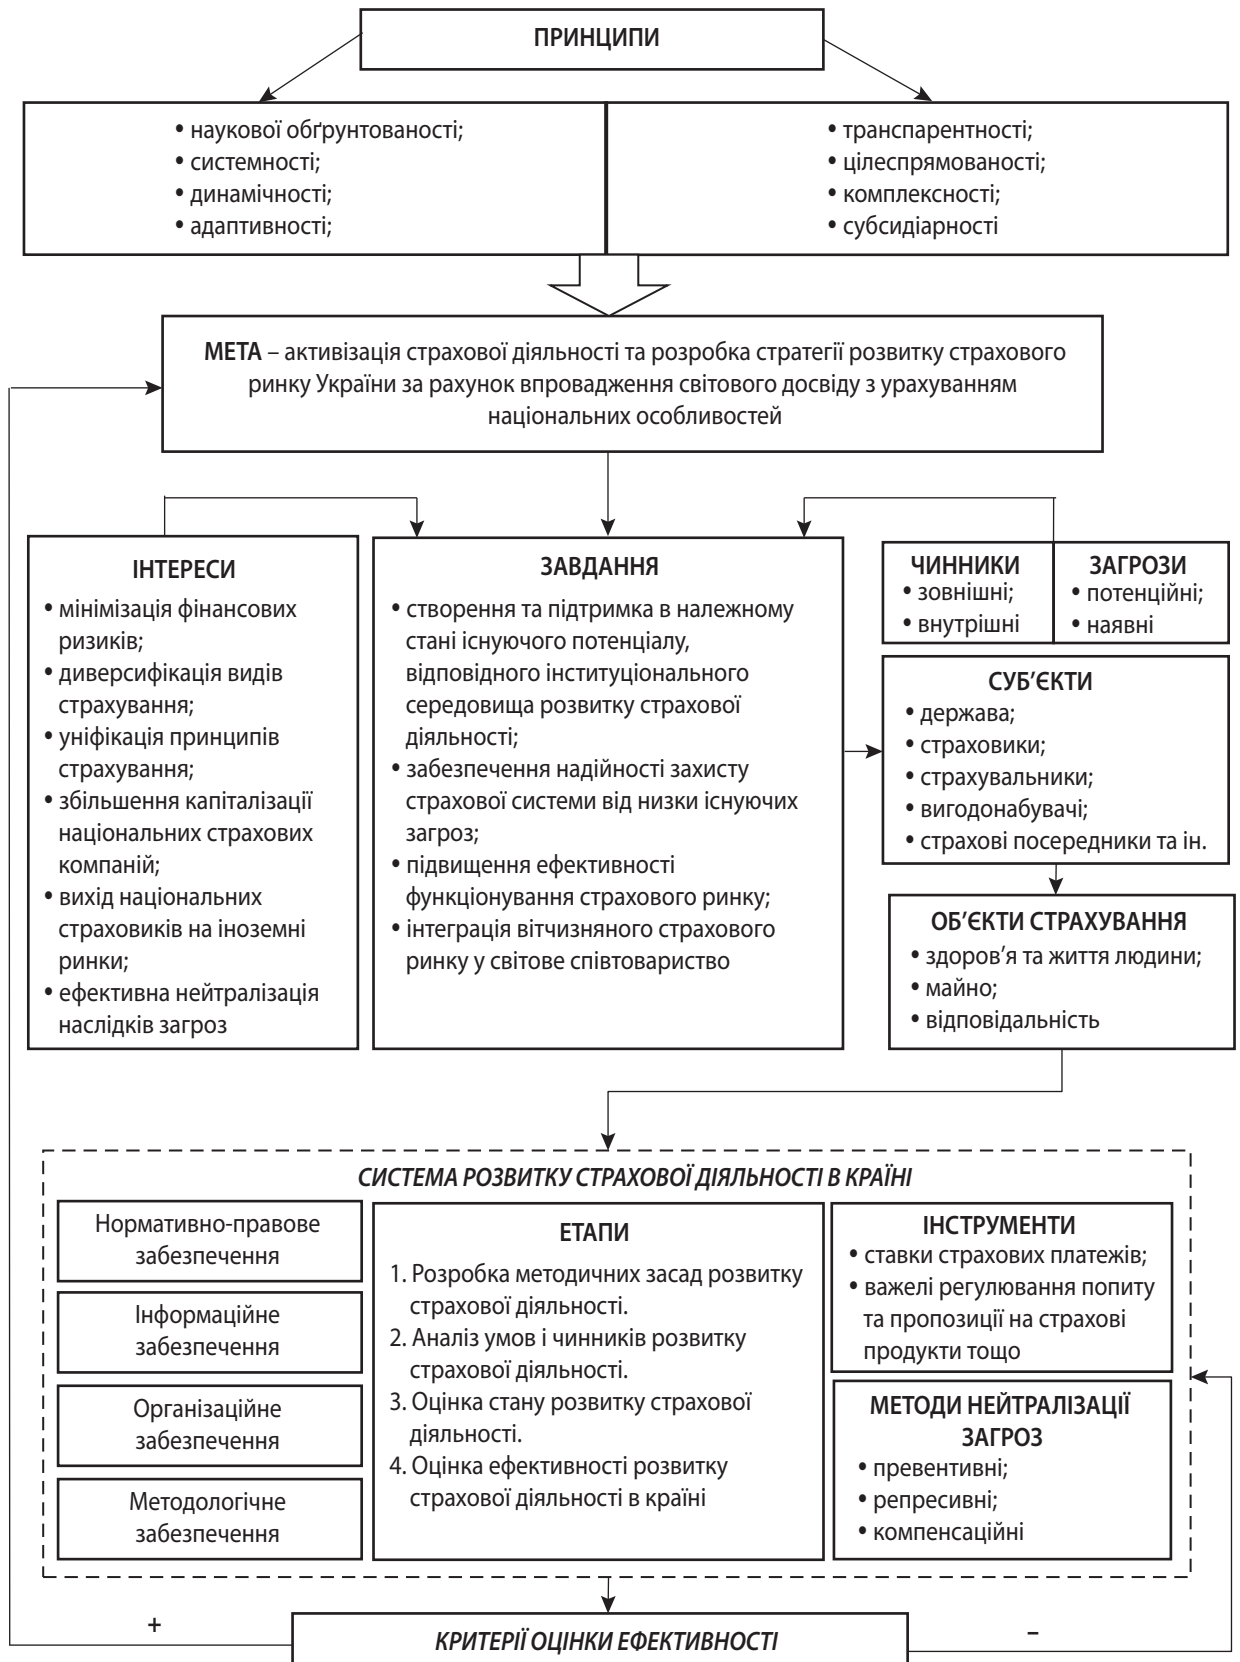 ПРИНЦИПИ
• наукової обґрунтованості;
• системності;
• динамічності;
• адаптивності;
• транспарентності;
• цілеспрямованості;
• комплексності;
• субсидіарності
МЕТА – активізація страхової діяльності та розробка стратегії розвитку страхового
ринку України за рахунок впровадження світового досвіду з урахуванням
національних особливостей
ІНТЕРЕСИ
• мінімізація фінансових
ризиків;
• диверсифікація видів
страхування;
• уніфікація принципів
страхування;
• збільшення капіталізації
національних страхових
компаній;
• вихід національних
страховиків на іноземні
ринки;
• ефективна нейтралізація
наслідків загроз
ЗАВДАННЯ
• створення та підтримка в належному
стані існуючого потенціалу,
відповідного інституціонального
середовища розвитку страхової
діяльності;
• забезпечення надійності захисту
страхової системи від низки існуючих
загроз;
• підвищення ефективності
функціонування страхового ринку;
• інтеграція вітчизняного страхового
ринку у світове співтовариство
ЧИННИКИ
• зовнішні;
• внутрішні
ЗАГРОЗИ
• потенційні;
• наявні
СУБ’ЄКТИ
• держава;
• страховики;
• страхувальники;
• вигодонабувачі;
• страхові посередники та ін.
ОБ’ЄКТИ СТРАХУВАННЯ
• здоров’я та життя людини;
• майно;
• відповідальність
СИСТЕМА РОЗВИТКУ СТРАХОВОЇ ДІЯЛЬНОСТІ В КРАЇНІ
Нормативно-правове
забезпечення
Інформаційне
забезпечення
Організаційне
забезпечення
Методологічне
забезпечення
ЕТАПИ
1. Розробка методичних засад розвитку
страхової діяльності.
2. Аналіз умов і чинників розвитку
страхової діяльності.
3. Оцінка стану розвитку страхової
діяльності.
4. Оцінка ефективності розвитку
страхової діяльності в країні
ІНСТРУМЕНТИ
• ставки страхових платежів;
• важелі регулювання попиту
та пропозиції на страхові
продукти тощо
МЕТОДИ НЕЙТРАЛІЗАЦІЇ
ЗАГРОЗ
• превентивні;
• репресивні;
• компенсаційні
+
–
КРИТЕРІЇ ОЦІНКИ ЕФЕКТИВНОСТІ